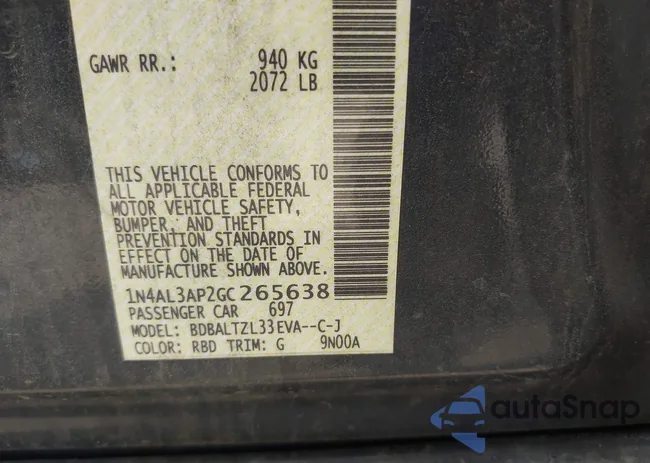 GAWR RR.: 940 KG
2072 LB
THIS VEHICLE CONFORMS TO
ALL APPLICABLE FEDERAL
MOTOR VEHICLE SAFETY,
BUMPER, AND THEFT
PREVENTION STANDARDS IN
EFFECT ON THE DATE OF
MANUFACTURE SHOWN ABOVE.
1N4AL3AP2GC265638
PASSENGER CAR 697
MODEL: BDBALTZL33EVA--C-J
COLOR: RBD TRIM: G 9N00A
autoSnap